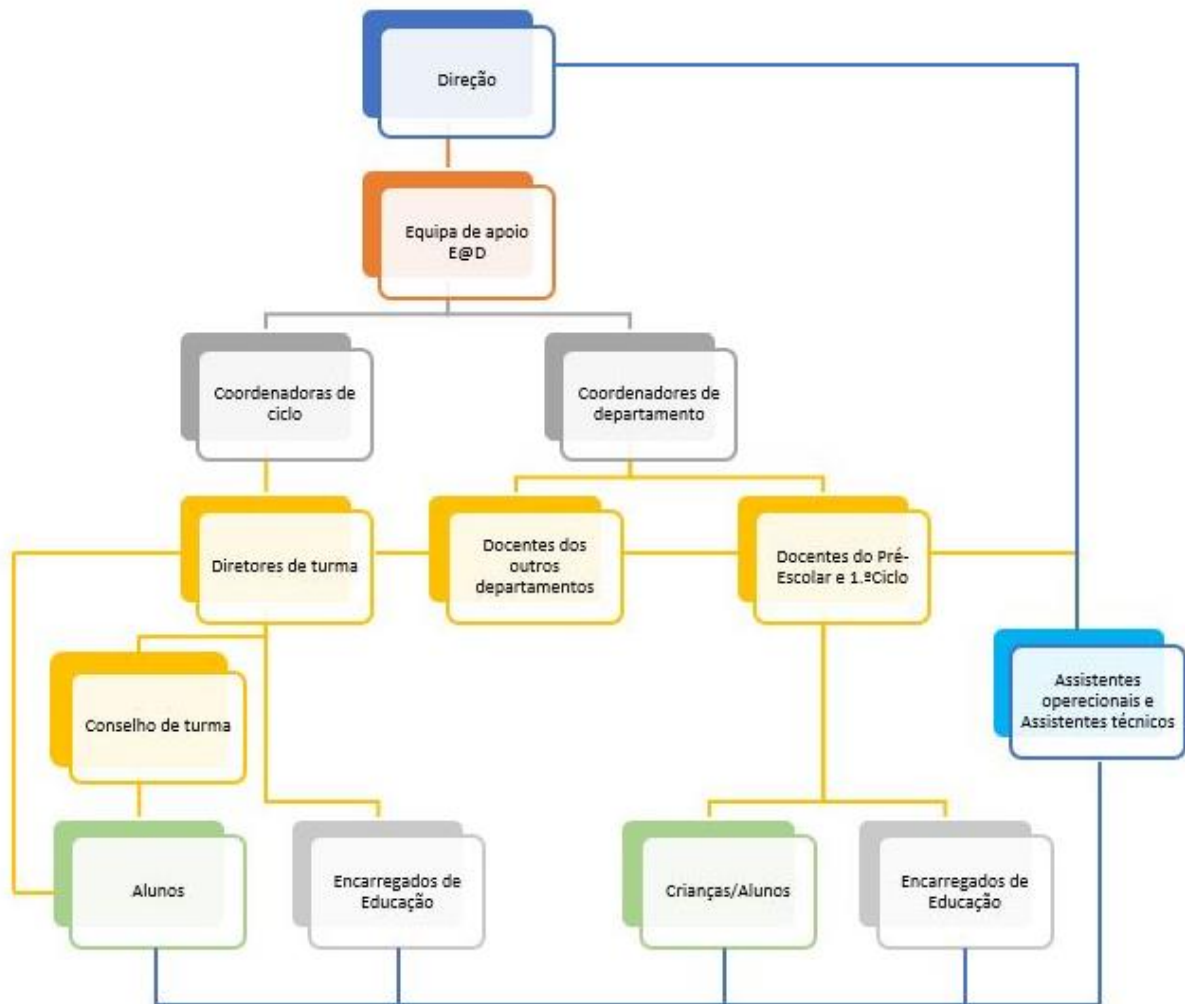 Direção
Equipa de apoio
E@D
Coordenadoras de
ciclo
Coordenadores de
departamento
Diretores de turma
Docentes dos
outros
departamentos
Docentes do Pré-
Escolar e 1.ºCiclo
Assistentes
operecionais e
Assistentes técnicos
Conselho de turma
Alunos
Encarregados de
Educação
Crianças/Alunos
Encarregados de
Educação